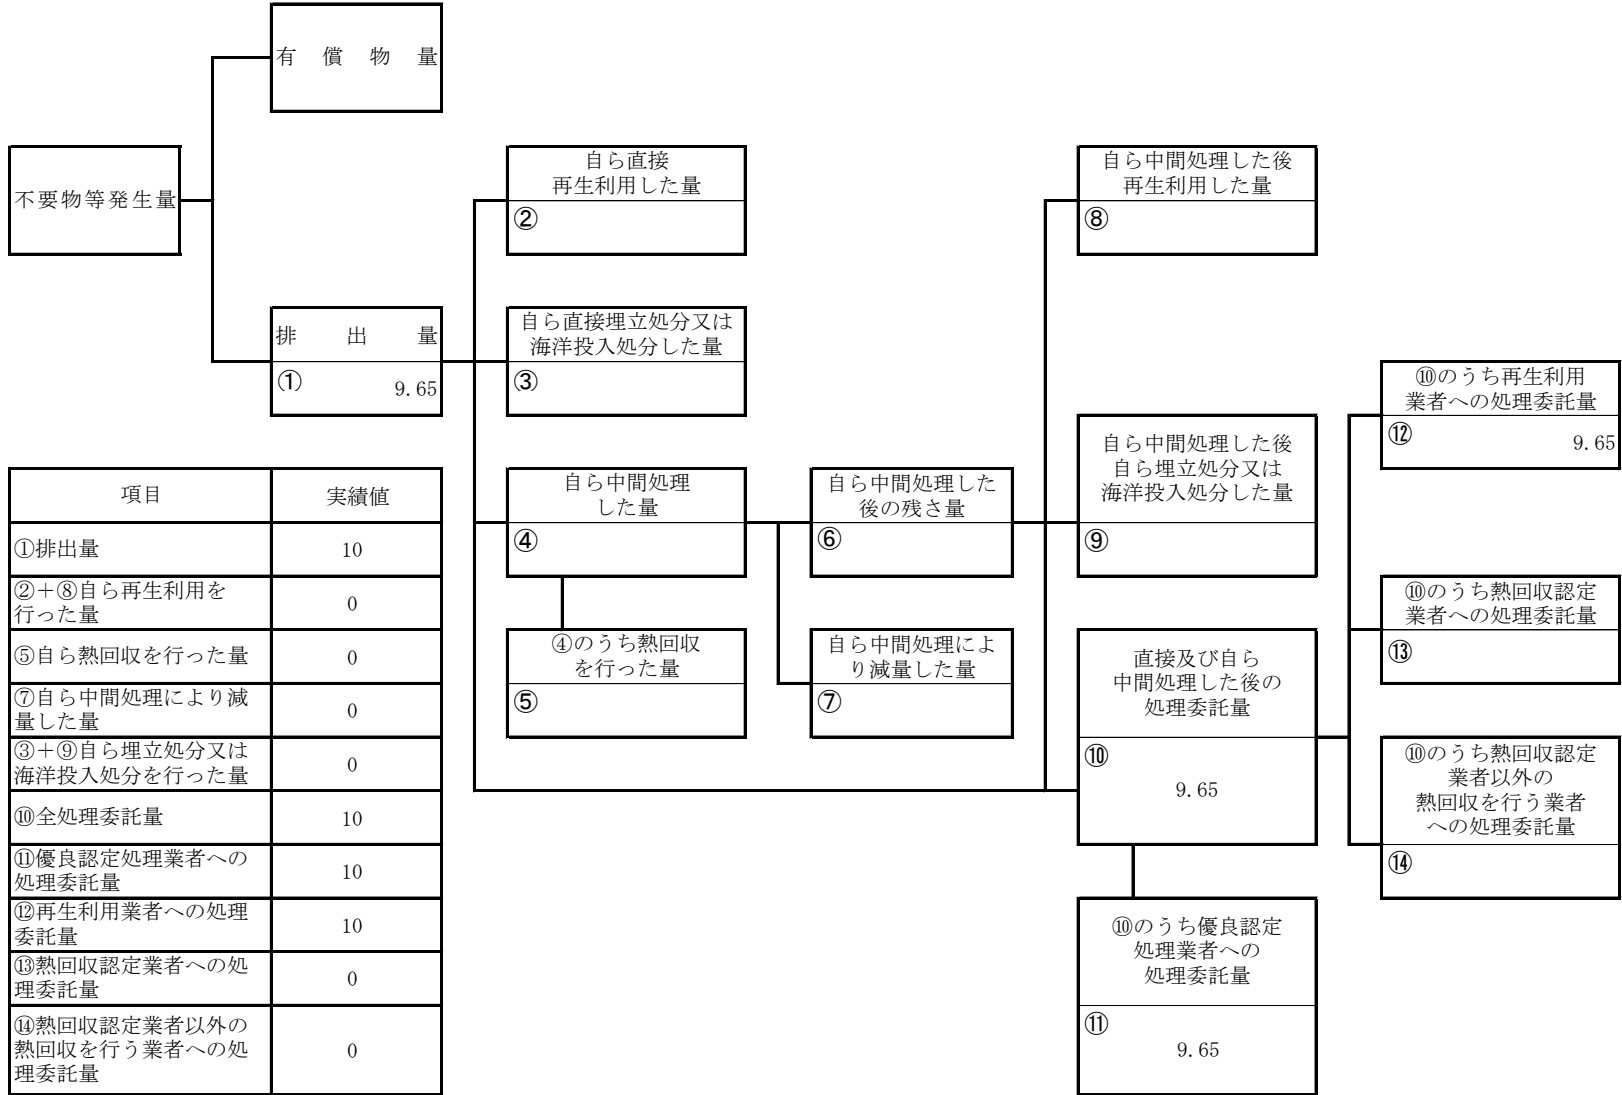 有償物量
不要物等発生量
排出量
①
9.65
自ら直接
再生利用した量
②
自ら直接埋立処分又は
海洋投入処分した量
③
自ら中間処理
した量
④
④のうち熱回収
を行った量
⑤
自ら中間処理した
後の残さ量
⑥
自ら中間処理によ
り減量した量
⑦
自ら中間処理した後
再生利用した量
⑧
自ら中間処理した後
自ら埋立処分又は
海洋投入処分した量
⑨
直接及び自ら
中間処理した後の
処理委託量
⑩
9.65
⑩のうち優良認定
処理業者への
処理委託量
⑪
9.65
⑩のうち再生利用
業者への処理委託量
⑫
9.65
⑩のうち熱回収認定
業者への処理委託量
⑬
⑩のうち熱回収認定
業者以外の
熱回収を行う業者
への処理委託量
⑭
項目 実績値
①排出量 10
②＋⑧自ら再生利用を
行った量 0
⑤自ら熱回収を行った量 0
⑦自ら中間処理により減
量した量 0
③＋⑨自ら埋立処分又は
海洋投入処分を行った量 0
⑩全処理委託量 10
⑪優良認定処理業者への
処理委託量 10
⑫再生利用業者への処理
委託量 10
⑬熱回収認定業者への処
理委託量 0
⑭熱回収認定業者以外の
熱回収を行う業者への処 0
理委託量